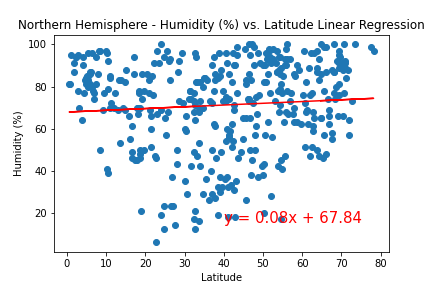 Northern Hemisphere - Humidity (%) vs. Latitude Linear Regression
100
80
60
40
20
Humidity (%)
y = 0.08x + 67.84
0 10 20 30 40 50 60 70 80
Latitude